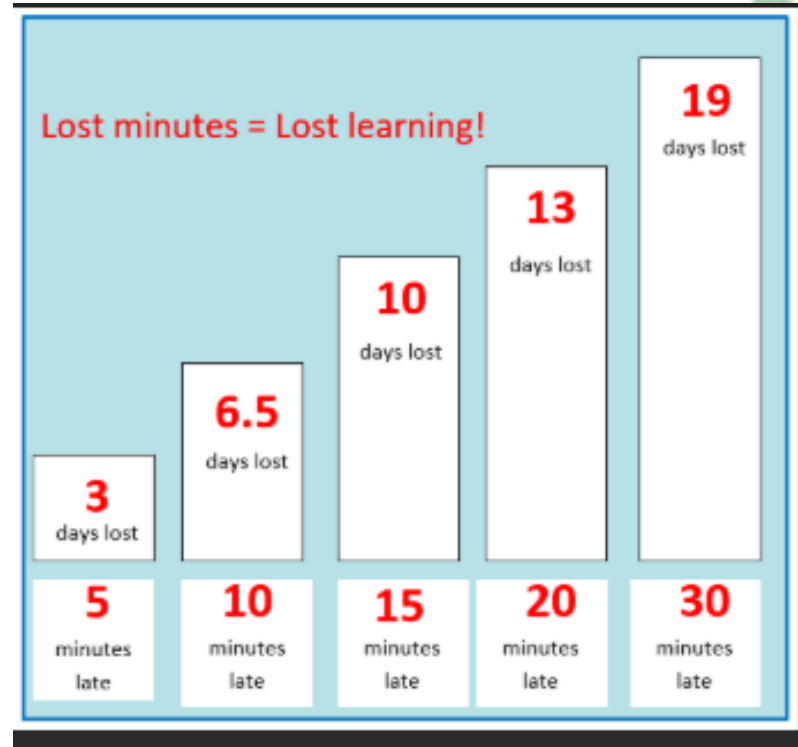 Lost minutes = Lost learning!
3
days lost
6.5
days lost
10
days lost
13
days lost
19
days lost
5
minutes
late
10
minutes
late
15
minutes
late
20
minutes
late
30
minutes
late